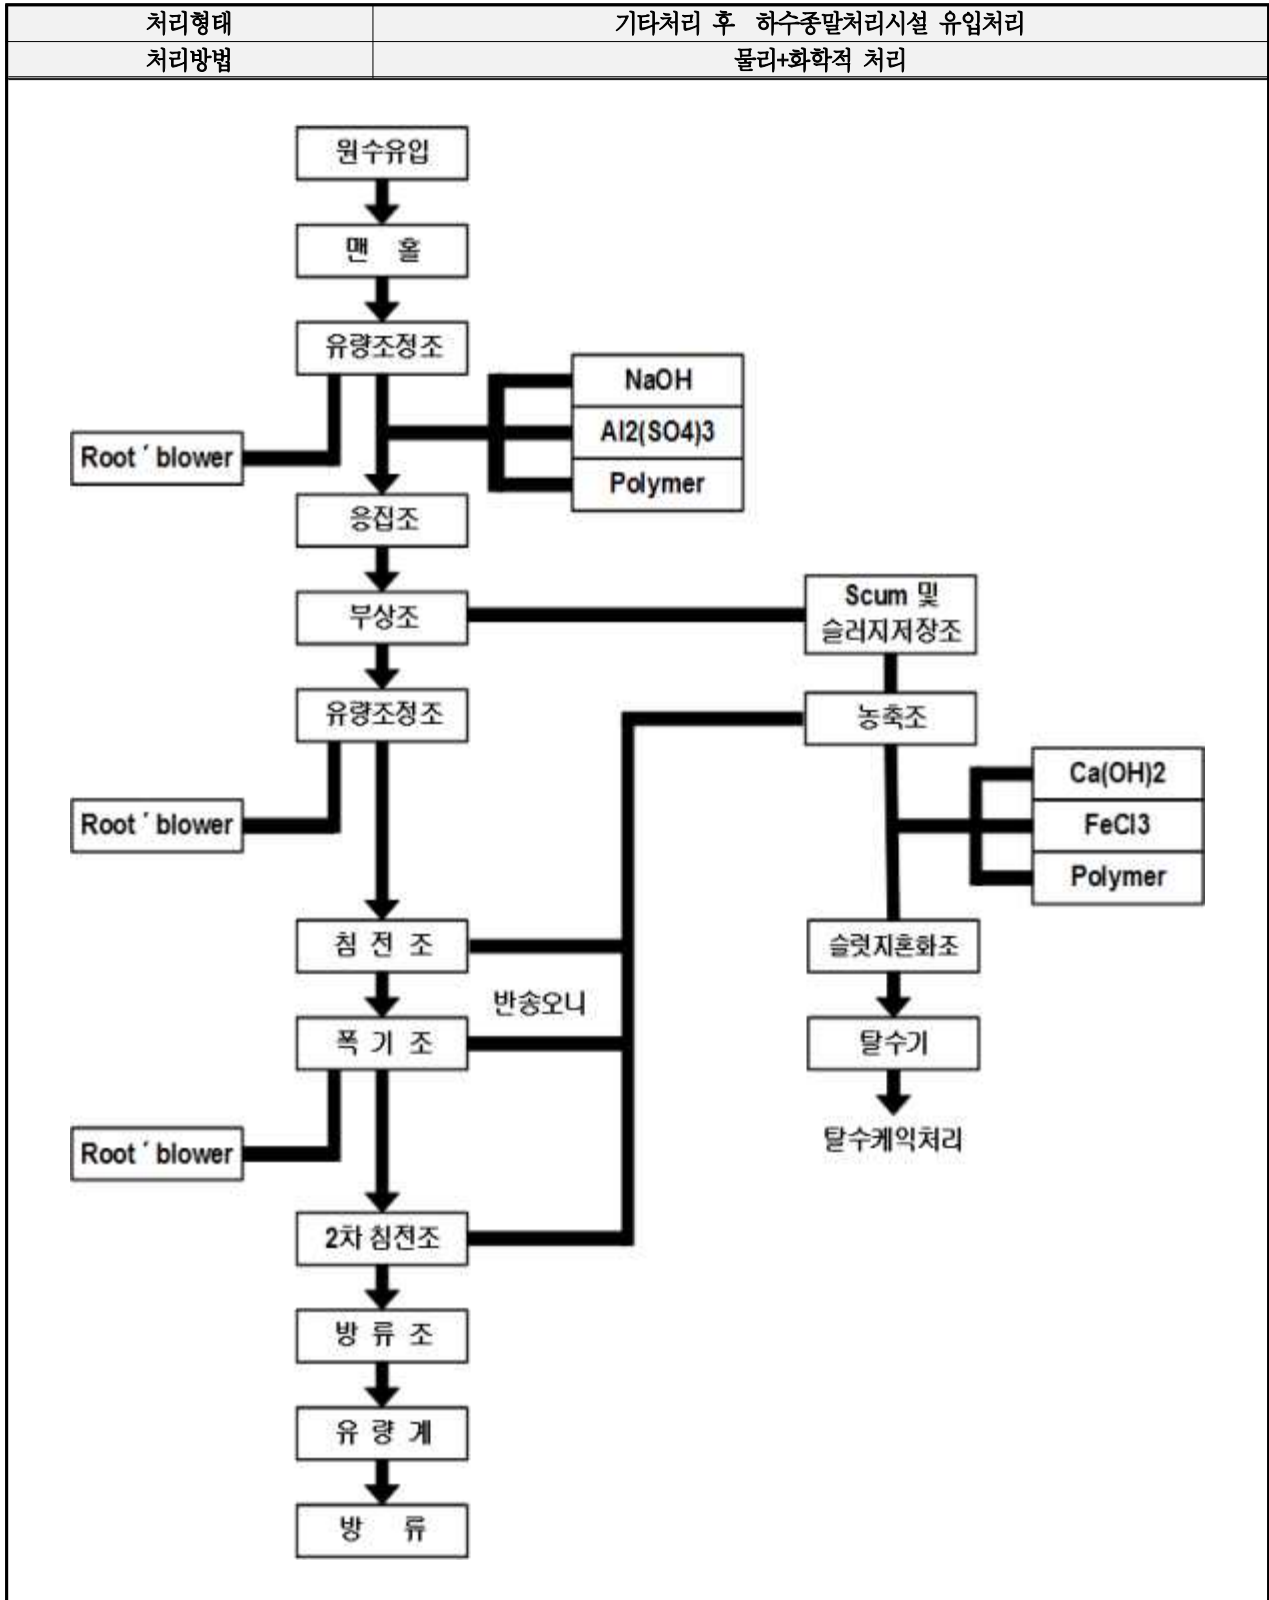 처리형태 기타처리 후 하수종말처리시설 유입처리
처리방법 물리+화학적 처리
원수유입
맨 홀
유량조정조
NaOH
Al2(SO4)3
Root´blower
Polymer
응집조
부상조
Scum 및
슬러지저장조
유량조정조
농축조
Ca(OH)2
Root´blower
FeCl3
Polymer
침 전 조
슬럿지혼화조
반송오니
폭 기 조
탈수기
탈수케익처리
Root´blower
2차 침전조
방 류 조
유 량 계
방 류